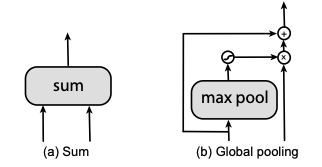 sum
max pool
+
×
(a) Sum
(b) Global pooling